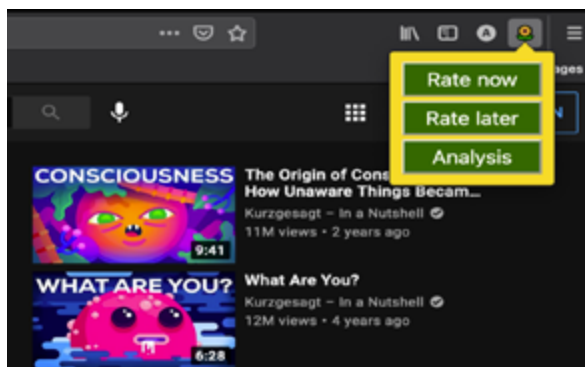 A
ages
Rate now
Rate later
N
Analysis
CONSCIOUSNESS
9:41
The Origin of Cons
How Unaware Things Becam...
Kurzgesagt – In a Nutshell
11M views • 2 years ago
WHAT ARE YOU?
6:28
What Are You?
Kurzgesagt – In a Nutshell
12M views • 4 years ago